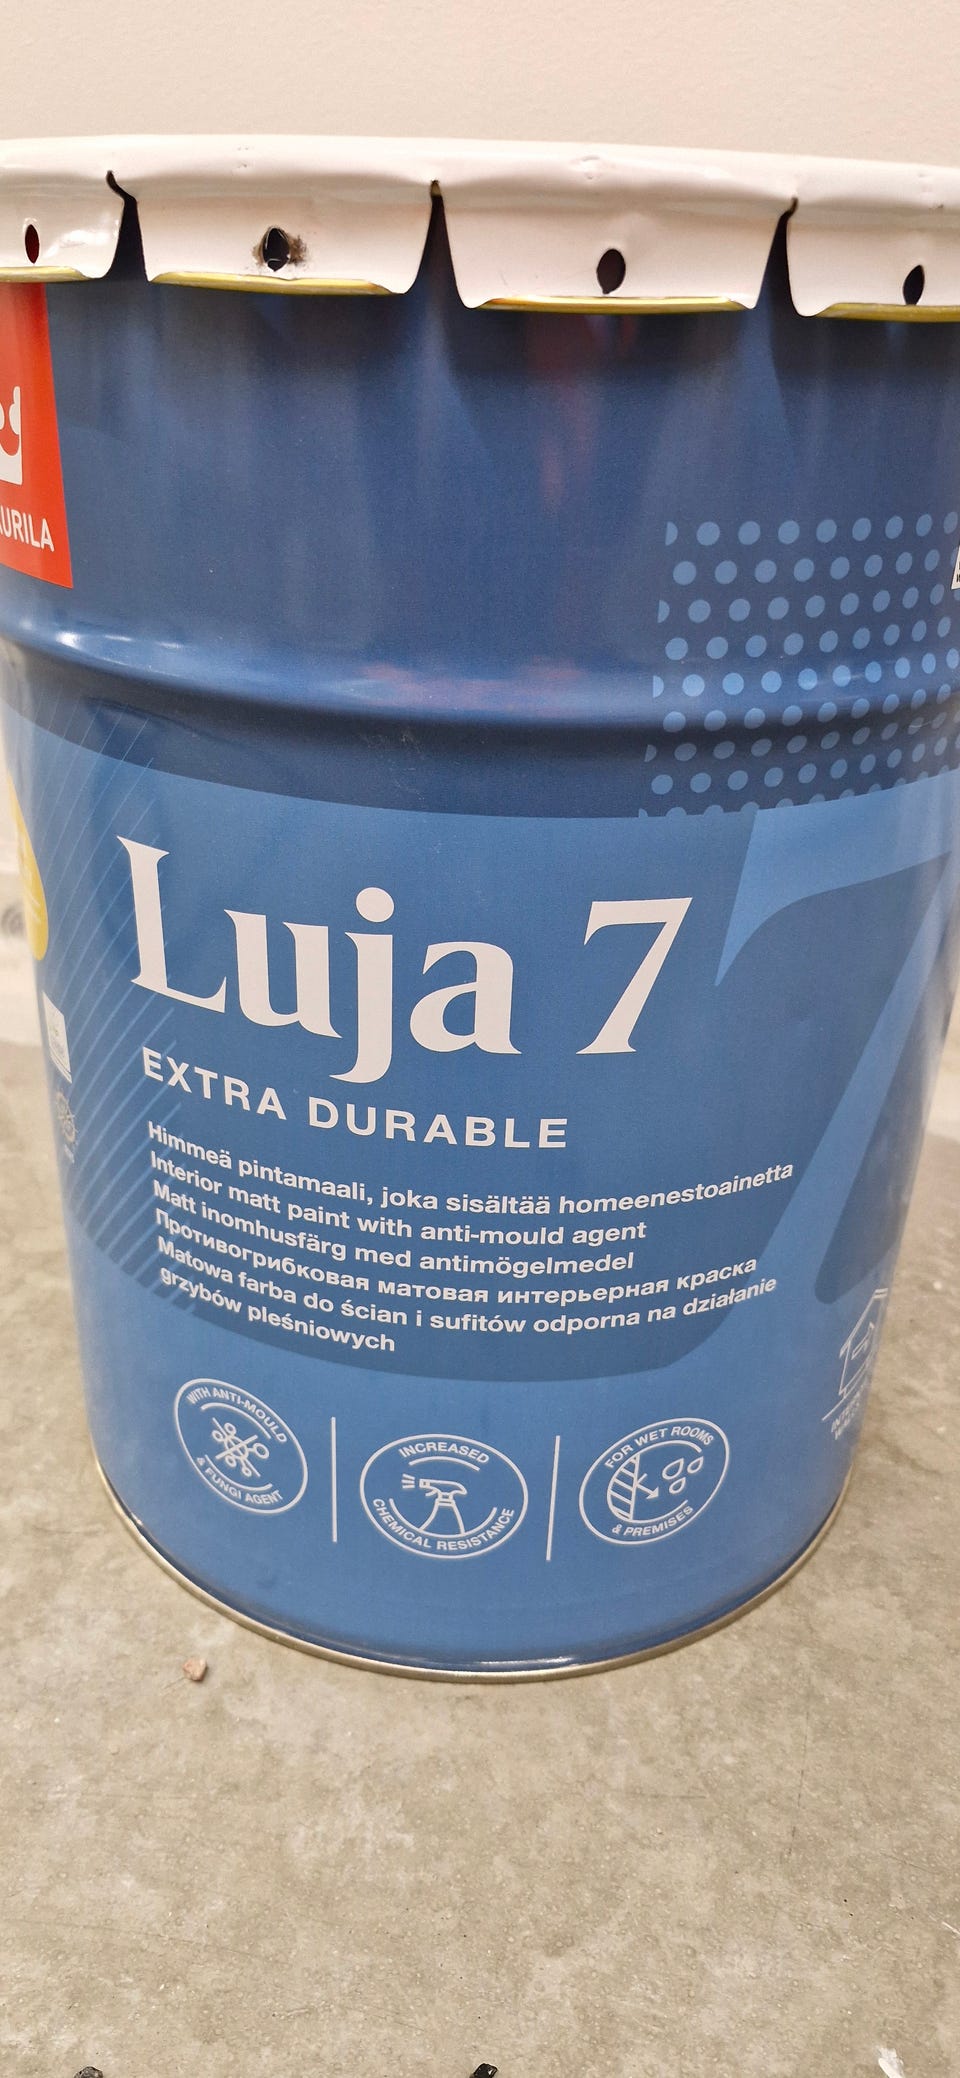 URILA
Luja 7
EXTRA DURABLE
Himmeä pintamaali, joka sisältää homeenestoainetta
Interior matt paint with anti-mould agent
Matt inomhusfärg med antimögelmedel
Противогрибковая матовая интерьерная краска
Matowa farba do ścian i sufitów odporna na działanie
grzybów pleśniowych
WITH ANTI-MOULD
& FUNGI AGENT
INCREASED
CHEMICAL RESISTANCE
FOR WET ROOMS
& PREMISES